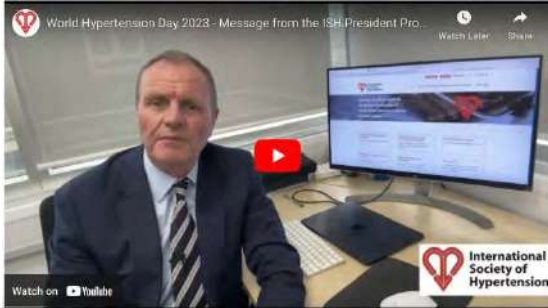 World Hypertension Day 2023 - Message from the ISH President Pro...
Watch Later
Share
International
Society of
Hypertension
Watch on YouTube